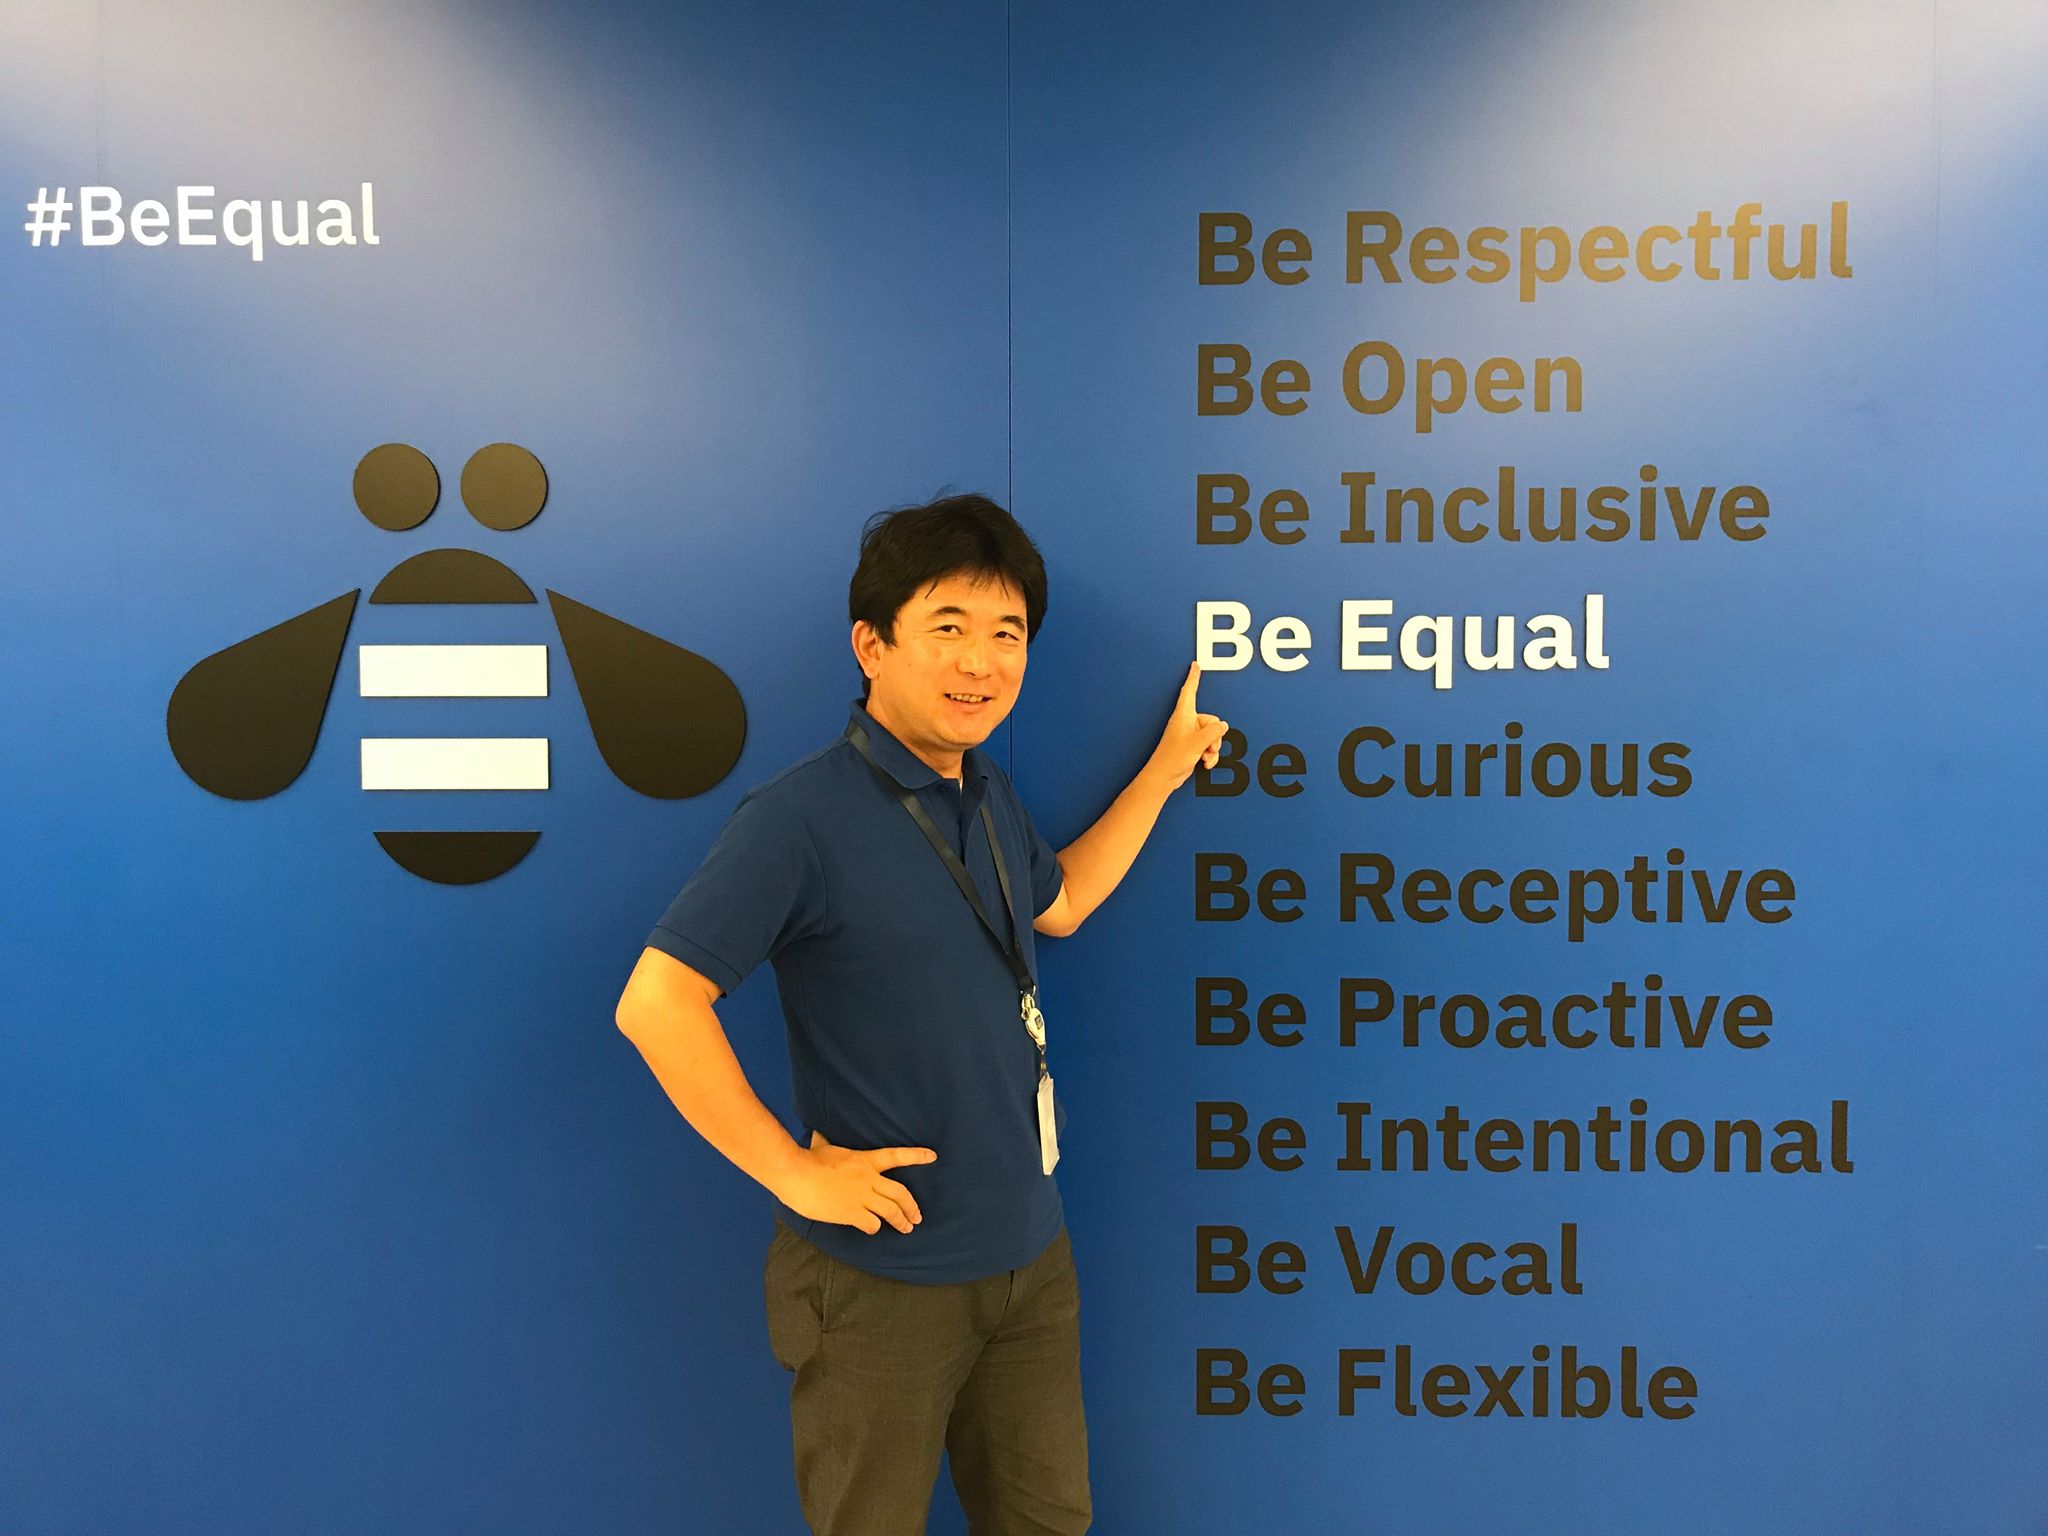 #BeEqual
Be Respectful
Be Open
Be Inclusive
Be Equal
Be Curious
Be Receptive
Be Proactive
Be Intentional
Be Vocal
Be Flexible